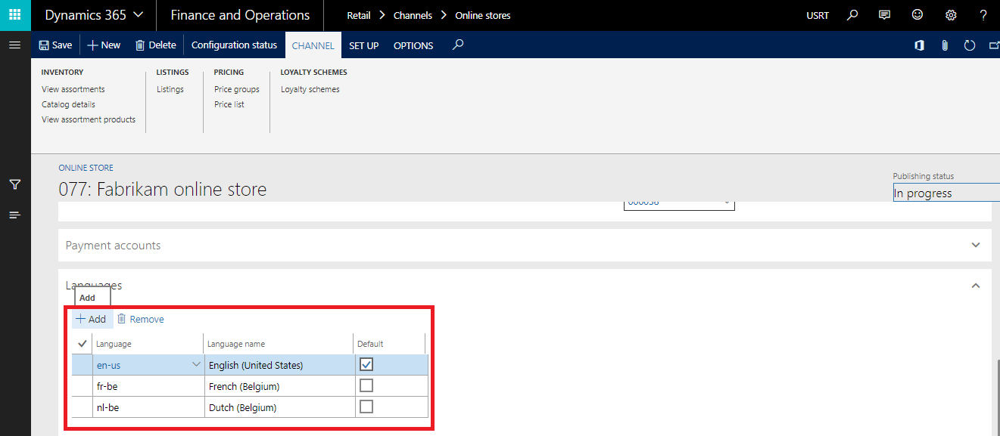 Dynamics 365 Finance and Operations Retail Channels Online stores USRT ?
Save New Delete Configuration status CHANNEL SET UP OPTIONS
INVENTORY LISTINGS PRICING LOYALTY SCHEMES
View assortments Listings Price groups Loyalty schemes
Catalog details Price list
View assortment products
ONLINE STORE
077: Fabrikam online store
Publishing status
In progress
Payment accounts
Languages
Add
Add Remove
Language Language name Default
en-us English (United States)
fr-be French (Belgium)
nl-be Dutch (Belgium)